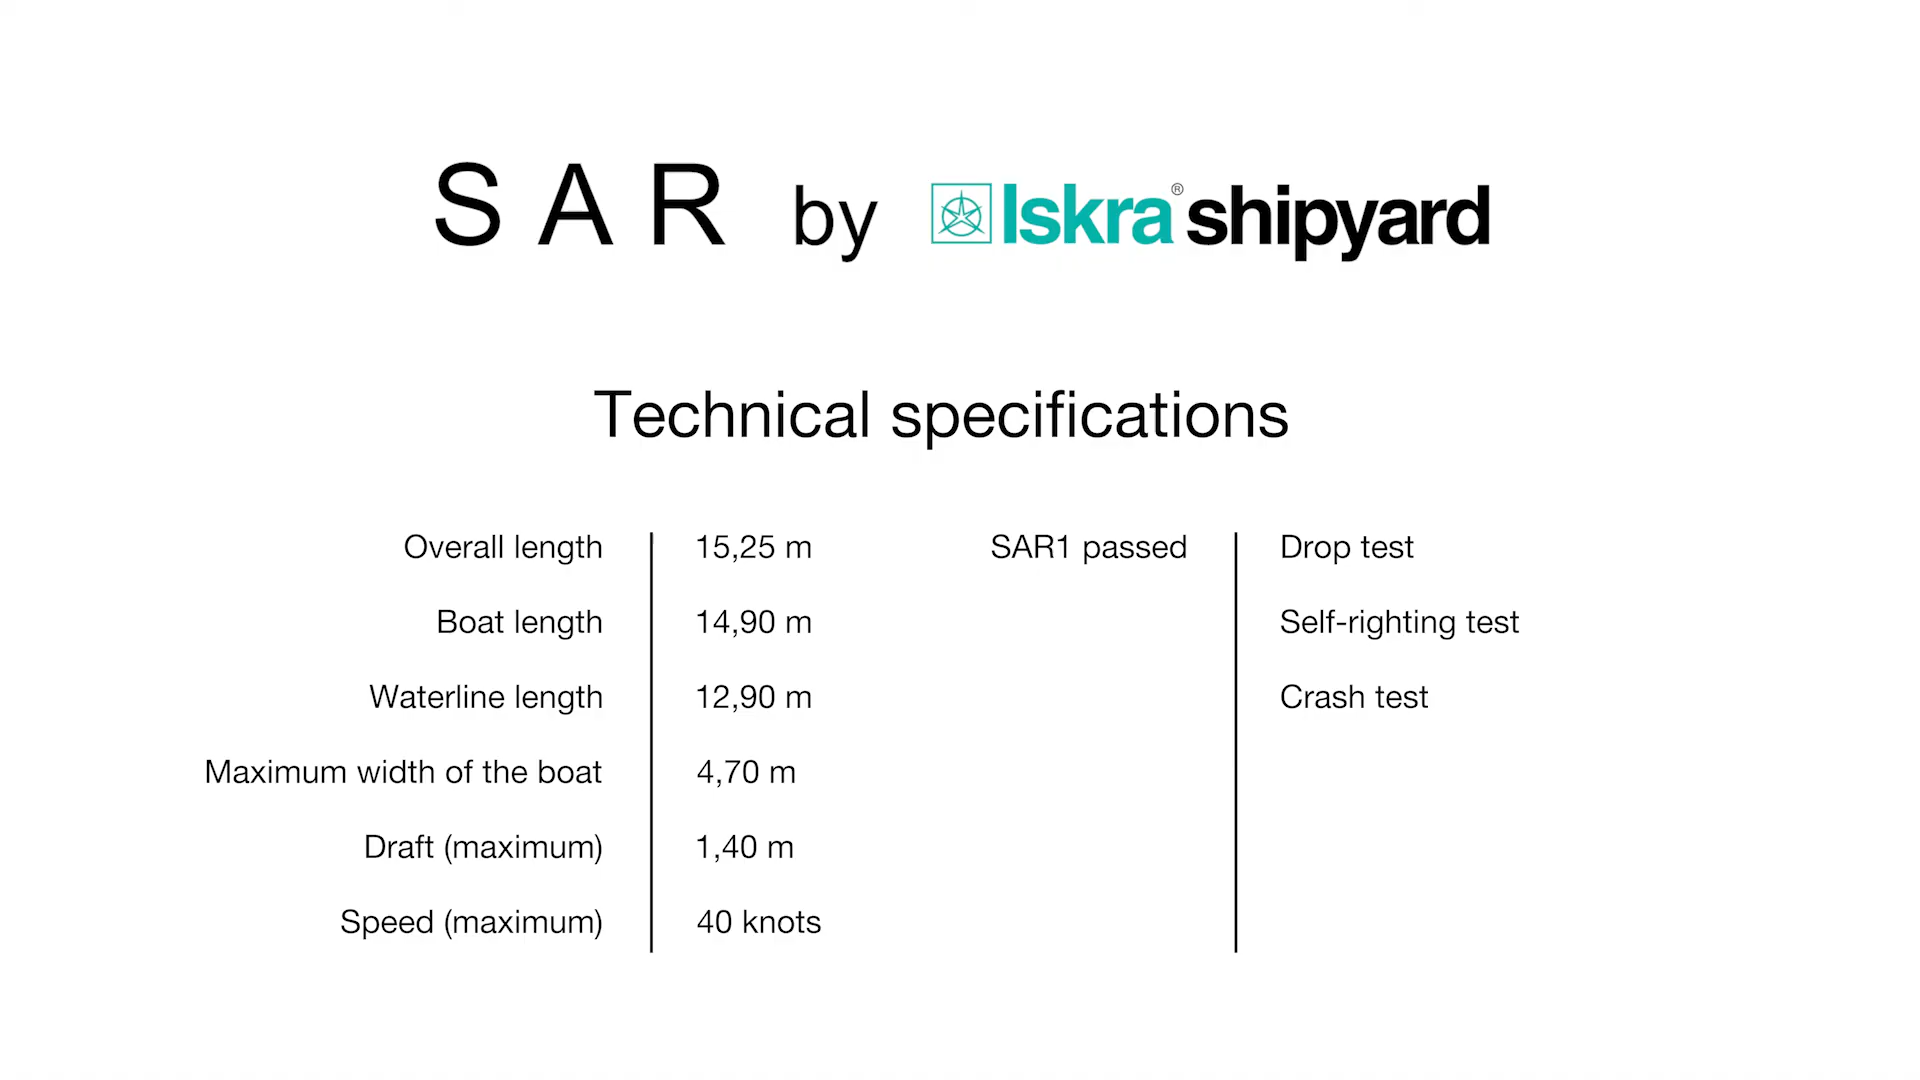 SAR by Iskra® shipyard
Technical specifications
Overall length 15,25 m
Boat length 14,90 m
Waterline length 12,90 m
Maximum width of the boat 4,70 m
Draft (maximum) 1,40 m
Speed (maximum) 40 knots
SAR1 passed Drop test
Self-righting test
Crash test